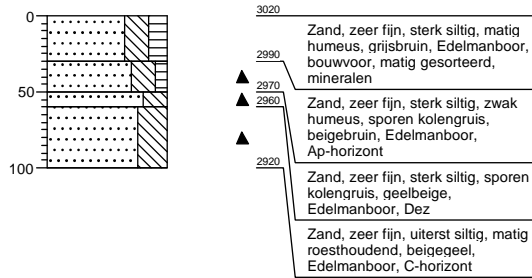 0
50
100
3020
2990
2970
2960
2920
Zand, zeer fijn, sterk siltig, matig
humeus, grijsbruin, Edelmanboor,
bouwvoor, matig gesorteerd,
mineralen
Zand, zeer fijn, sterk siltig, zwak
humeus, sporen kolengruis,
beigebruin, Edelmanboor,
Ap-horizont
Zand, zeer fijn, sterk siltig, sporen
kolengruis, geelbeige,
Edelmanboor, Dez
Zand, zeer fijn, uiterst siltig, matig
roesthoudend, beigegeel,
Edelmanboor, C-horizont